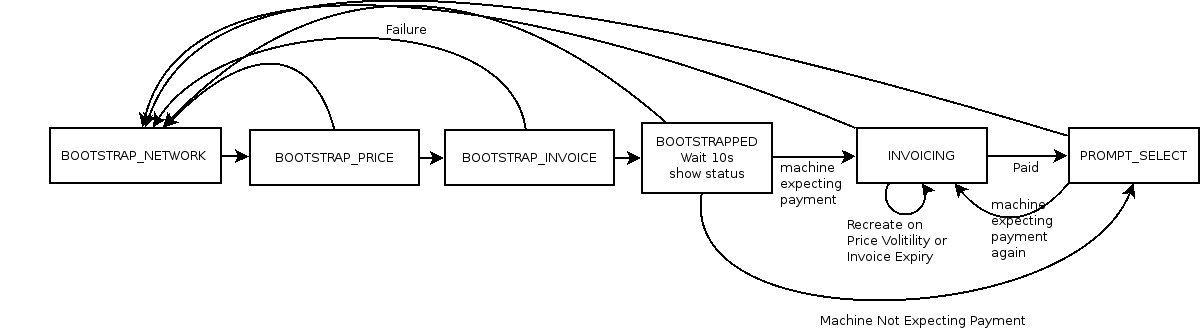 Failure
BOOTSTRAP_NETWORK
BOOTSTRAP_PRICE
BOOTSTRAP_INVOICE
BOOTSTRAPPED
Wait 10s
show status
machine
expecting
payment
INVOICING
Paid
PROMPT_SELECT
Recreate on
Price Volitility or
Invoice Expiry
machine
expecting
payment
again
Machine Not Expecting Payment